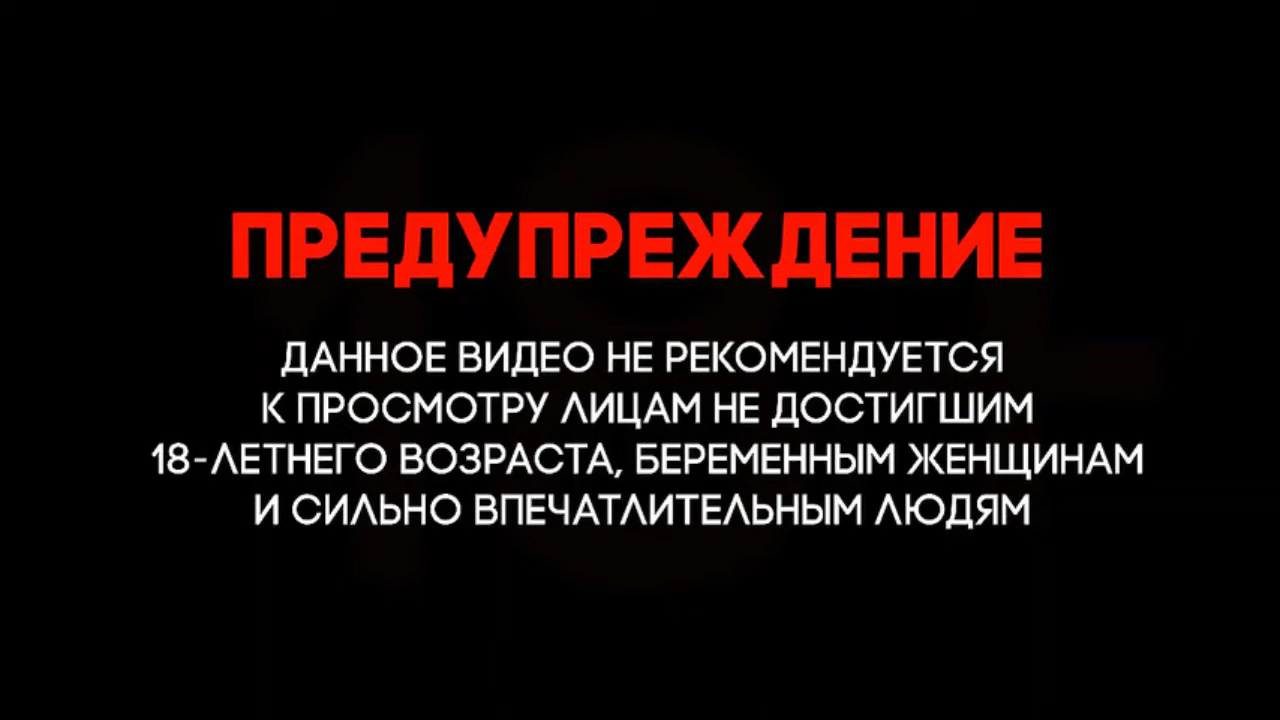 ПРЕДУПРЕЖДЕНИЕ
ДАННОЕ ВИДЕО НЕ РЕКОМЕНДУЕТСЯ
К ПРОСМОТРУ ЛИЦАМ НЕ ДОСТИГШИМ
18-ЛЕТНЕГО ВОЗРАСТА, БЕРЕМЕННЫМ ЖЕНЩИНАМ
И СИЛЬНО ВПЕЧАТЛИТЕЛЬНЫМ ЛЮДЯМ